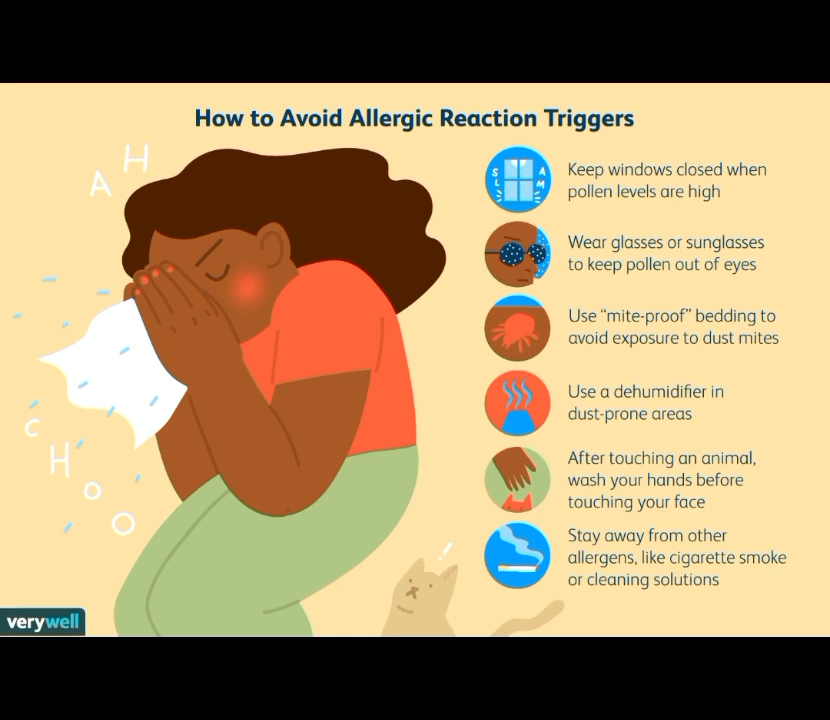 How to Avoid Allergic Reaction Triggers
AH
CHOO
SLAM
Keep windows closed when
pollen levels are high
Wear glasses or sunglasses
to keep pollen out of eyes
Use “mite-proof” bedding to
avoid exposure to dust mites
Use a dehumidifier in
dust-prone areas
After touching an animal,
wash your hands before
touching your face
Stay away from other
allergens, like cigarette smoke
or cleaning solutions
!
verywell